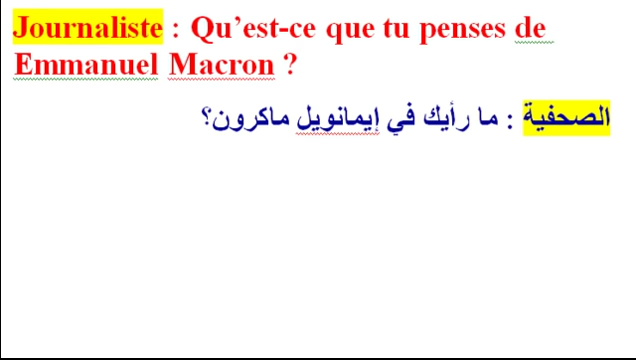 Journaliste : Qu’est-ce que tu penses de
Emmanuel Macron ?
الصحفية : ما رأيك في إيمانويل ماكرون؟